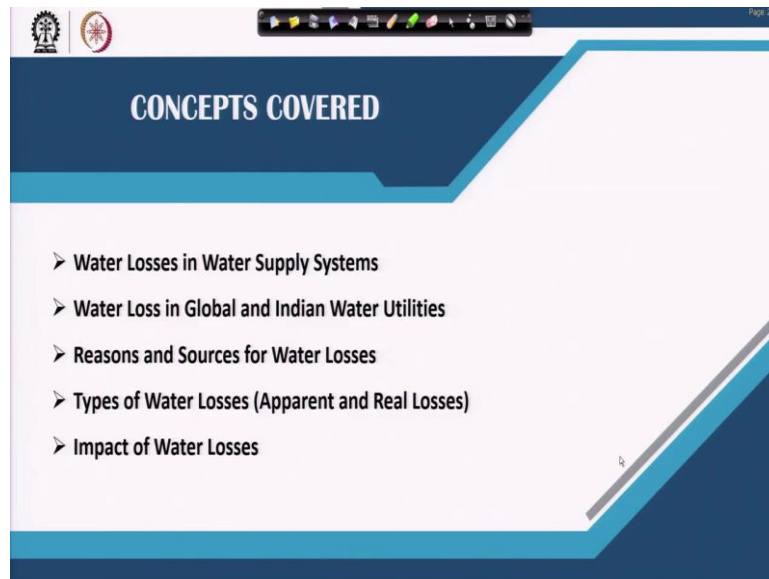 Page
CONCEPTS COVERED
➤ Water Losses in Water Supply Systems
➤ Water Loss in Global and Indian Water Utilities
➤ Reasons and Sources for Water Losses
➤ Types of Water Losses (Apparent and Real Losses)
➤ Impact of Water Losses